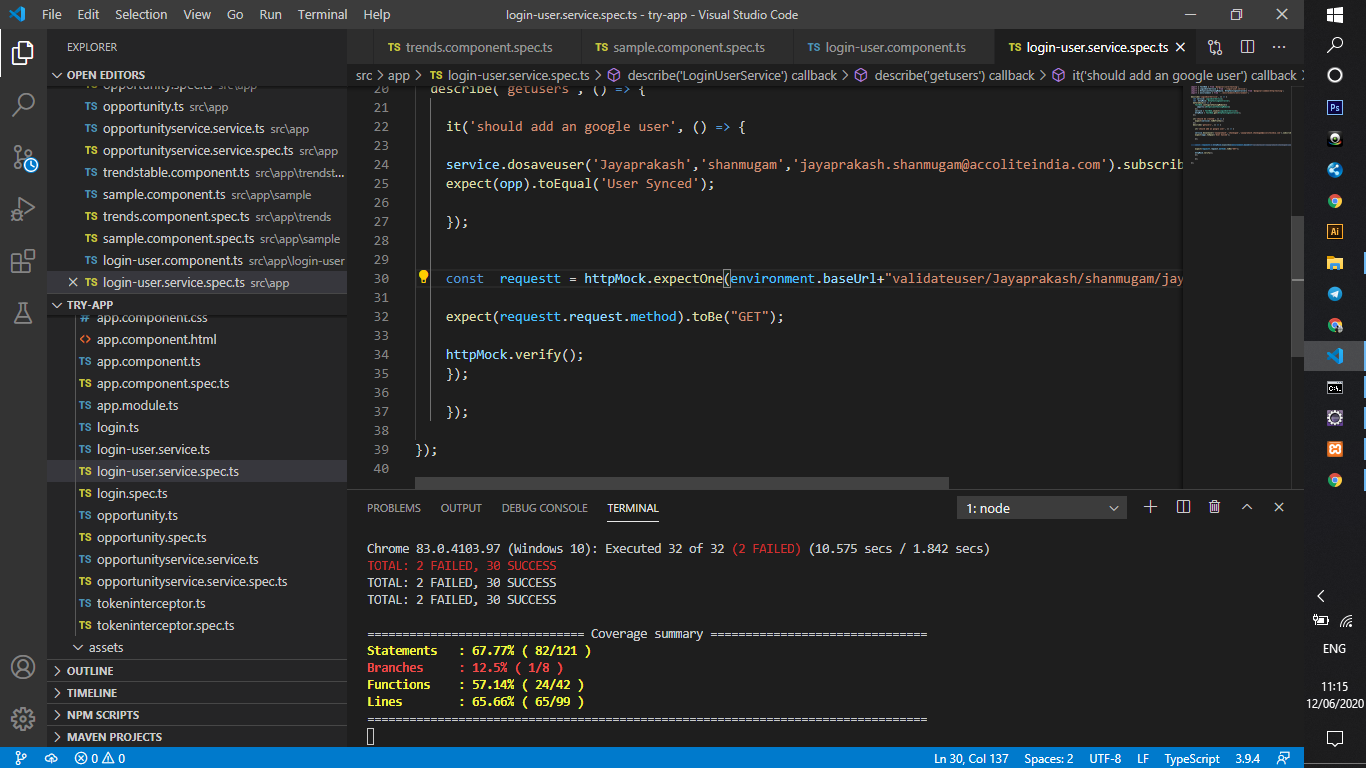 File Edit Selection View Go Run Terminal Help
login-user.service.spec.ts - try-app - Visual Studio Code
EXPLORER
OPEN EDITORS
opportunity.spec.ts src\app
TS opportunity.ts src\app
TS opportunityservice.service.ts src\app
TS opportunityservice.service.spec.ts src\app
TS trendstable.component.ts src\app\trendst...
TS sample.component.ts src\app\sample
TS trends.component.spec.ts src\app\trends
TS sample.component.spec.ts src\app\sample
TS login-user.component.ts src\app\login-user
TS login-user.service.spec.ts src\app
TRY-APP
# app.component.css
<> app.component.html
TS app.component.ts
TS app.component.spec.ts
TS app.module.ts
TS login.ts
TS login-user.service.ts
TS login-user.service.spec.ts
TS login.spec.ts
TS opportunity.ts
TS opportunity.spec.ts
TS opportunityservice.service.ts
TS opportunityservice.service.spec.ts
TS tokeninterceptor.ts
TS tokeninterceptor.spec.ts
assets
OUTLINE
TIMELINE
NPM SCRIPTS
MAVEN PROJECTS
TS trends.component.spec.ts
TS sample.component.spec.ts
TS login-user.component.ts
TS login-user.service.spec.ts
src > app > TS login-user.service.spec.ts > describe('LoginUserService') callback > describe('getusers') callback > it('should add an google user') callback
20 describe('getusers', () => {
21
22 it('should add an google user', () => {
23
24 service.dosaveuser('Jayaprakash','shanmugam','jayaprakash.shanmugam@accoliteindia.com').subscrib
25 expect(opp).toEqual('User Synced');
26
27 });
28
29
30 const requestt = httpMock.expectOne(environment.baseUrl+"validateuser/Jayaprakash/shanmugam/jay
31
32 expect(requestt.request.method).toBe("GET");
33
34 httpMock.verify();
35 });
36
37 });
38
39 });
40
PROBLEMS OUTPUT DEBUG CONSOLE TERMINAL
1: node
Chrome 83.0.4103.97 (Windows 10): Executed 32 of 32 (2 FAILED) (10.575 secs / 1.842 secs)
TOTAL: 2 FAILED, 30 SUCCESS
TOTAL: 2 FAILED, 30 SUCCESS
TOTAL: 2 FAILED, 30 SUCCESS
=============================== Coverage summary ===============================
Statements : 67.77% ( 82/121 )
Branches : 12.5% ( 1/8 )
Functions : 57.14% ( 24/42 )
Lines : 65.66% ( 65/99 )
================================================================================
0 0
Ln 30, Col 137 Spaces: 2 UTF-8 LF TypeScript 3.9.4
Ps
Ai
C:\.
ENG
11:15
12/06/2020